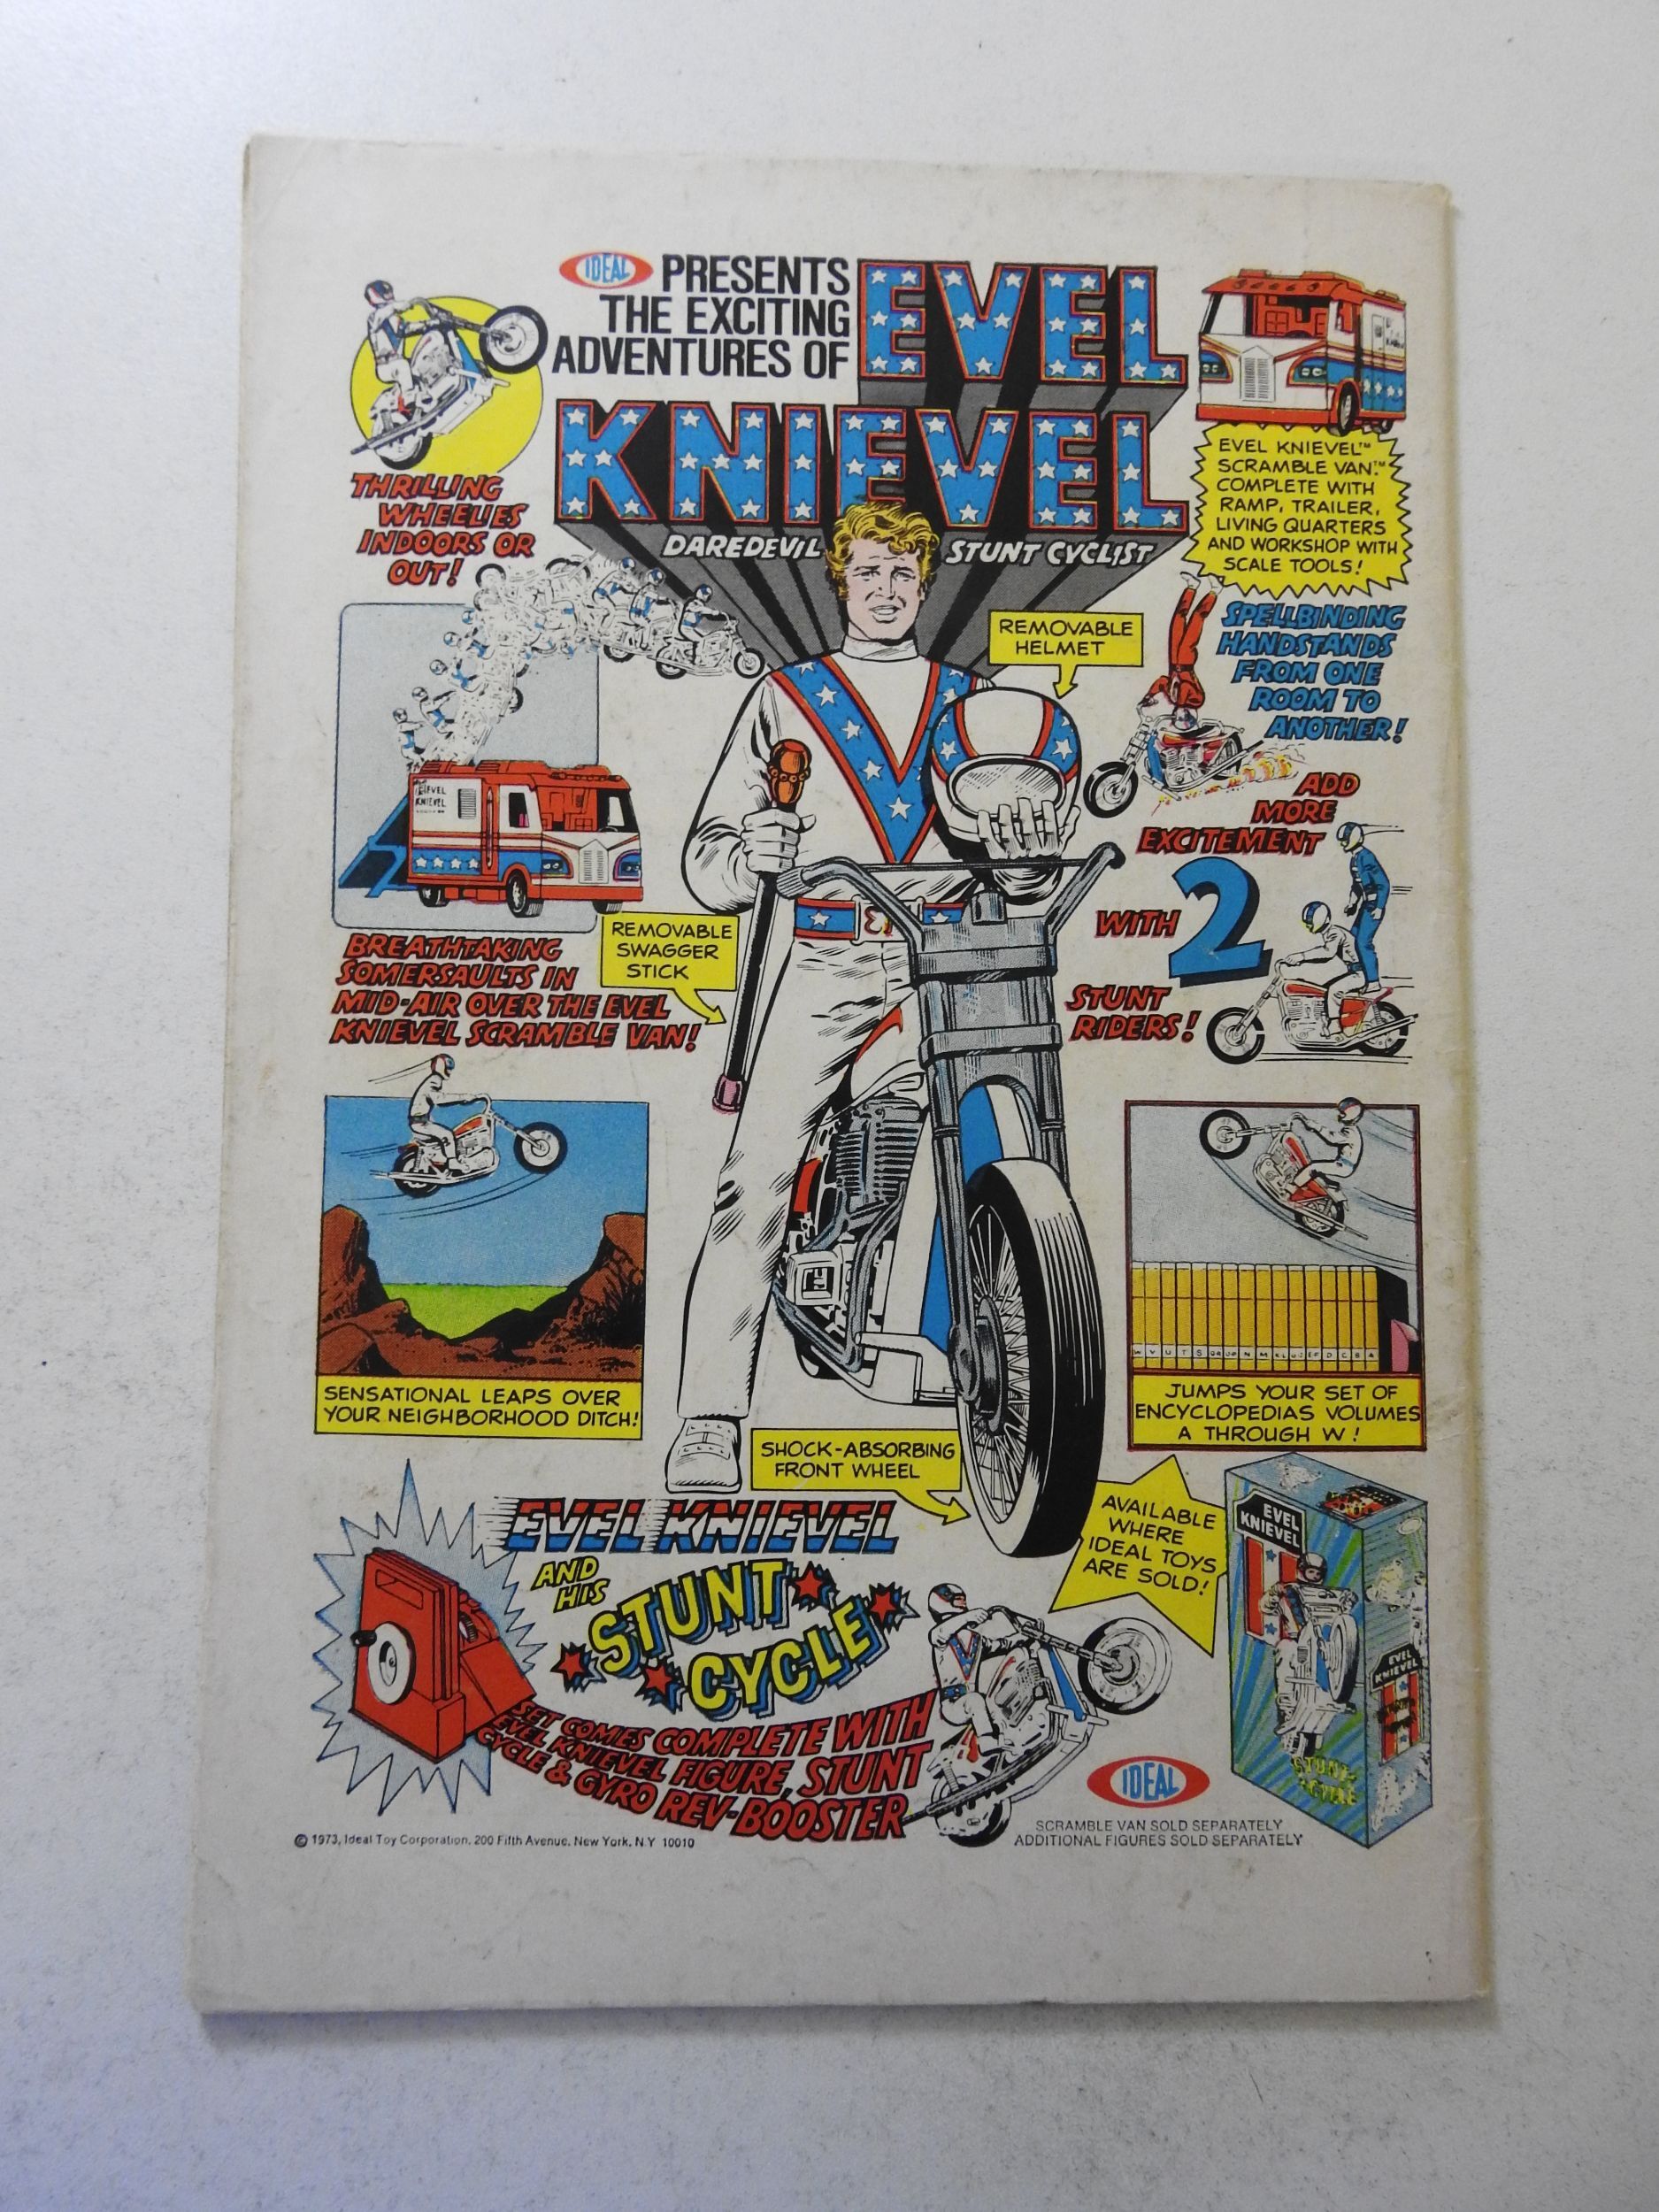 IDEAL PRESENTS
THE EXCITING
ADVENTURES OF
EVEL
KNIEVEL
DAREDEVIL STUNT CYCLIST
THRILLING
WHEELIES
INDOORS OR
OUT!
EVEL KNIEVEL™
SCRAMBLE VAN™
COMPLETE WITH
RAMP, TRAILER,
LIVING QUARTERS
AND WORKSHOP WITH
SCALE TOOLS!
REMOVABLE
HELMET
SPELLBINDING
HANDSTANDS
FROM ONE
ROOM TO
ANOTHER!
EVEL
KNIEVEL
BREATHTAKING
SOMERSAULTS IN
MID-AIR OVER THE EVEL
KNIEVEL SCRAMBLE VAN!
REMOVABLE
SWAGGER
STICK
ADD
MORE
EXCITEMENT
WITH 2
STUNT
RIDERS!
SENSATIONAL LEAPS OVER
YOUR NEIGHBORHOOD DITCH!
JUMPS YOUR SET OF
ENCYCLOPEDIAS VOLUMES
A THROUGH W!
SHOCK-ABSORBING
FRONT WHEEL
EVEL KNIEVEL
AND
HIS
STUNT
CYCLE
SET COMES COMPLETE WITH
EVEL KNIEVEL FIGURE, STUNT
CYCLE & GYRO REV-BOOSTER
AVAILABLE
WHERE
IDEAL TOYS
ARE SOLD!
EVEL
KNIEVEL
EVEL
KNIEVEL
STUNT
CYCLE
IDEAL
SCRAMBLE VAN SOLD SEPARATELY
ADDITIONAL FIGURES SOLD SEPARATELY
© 1973, Ideal Toy Corporation, 200 Fifth Avenue, New York, N.Y 10010